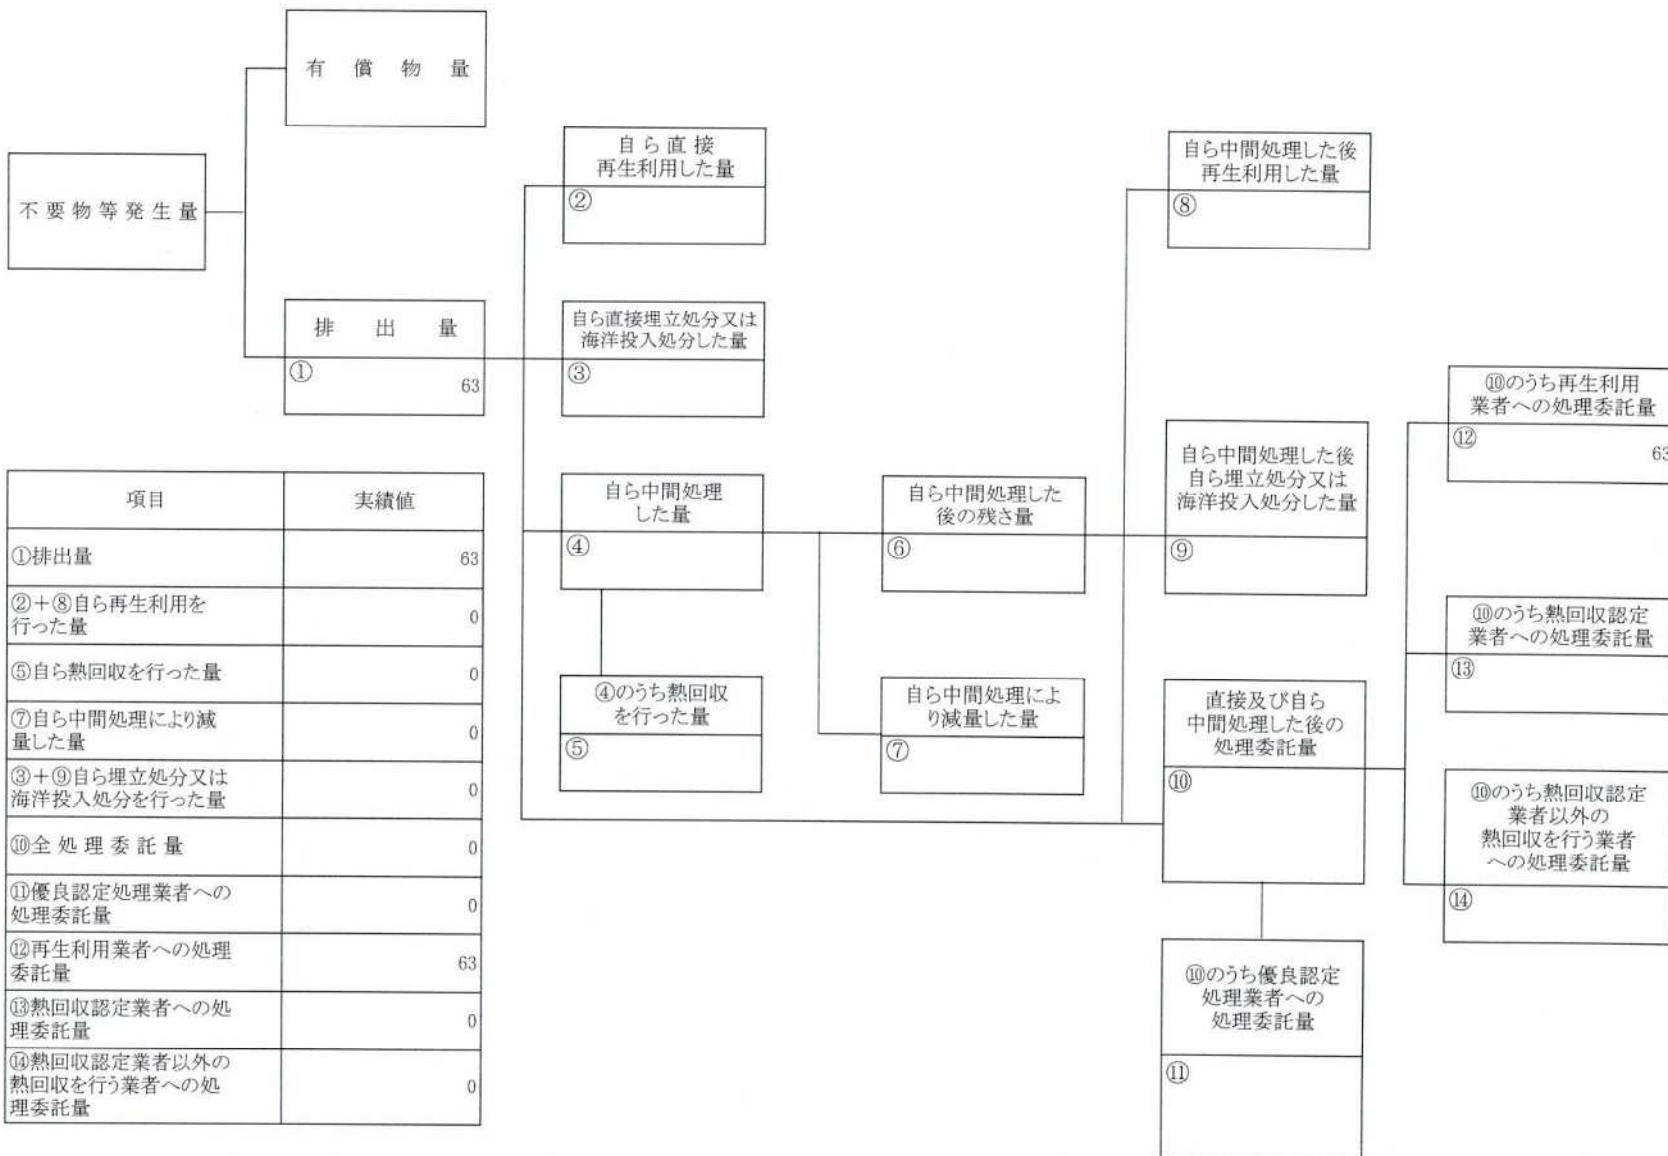 有償物量
不要物等発生量
排出量
①
63
自ら直接
再生利用した量
②
自ら直接埋立処分又は
海洋投入処分した量
③
自ら中間処理
した量
④
④のうち熱回収
を行った量
⑤
自ら中間処理した
後の残さ量
⑥
自ら中間処理によ
り減量した量
⑦
自ら中間処理した後
再生利用した量
⑧
自ら中間処理した後
自ら埋立処分又は
海洋投入処分した量
⑨
直接及び自ら
中間処理した後の
処理委託量
⑩
⑩のうち優良認定
処理業者への
処理委託量
⑪
⑩のうち再生利用
業者への処理委託量
⑫
63
⑩のうち熱回収認定
業者への処理委託量
⑬
⑩のうち熱回収認定
業者以外の
熱回収を行う業者
への処理委託量
⑭
項目 実績値
①排出量 63
②+⑧自ら再生利用を
行った量 0
⑤自ら熱回収を行った量 0
⑦自ら中間処理により減
量した量 0
③+⑨自ら埋立処分又は
海洋投入処分を行った量 0
⑩全処理委託量 0
⑪優良認定処理業者への
処理委託量 0
⑫再生利用業者への処理
委託量 63
⑬熱回収認定業者への処
理委託量 0
⑭熱回収認定業者以外の
熱回収を行う業者への処
理委託量 0